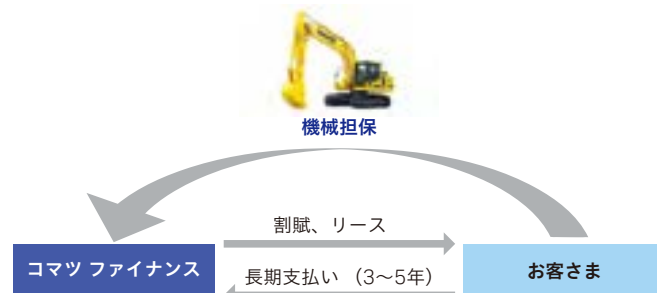 機械担保
割賦、リース
コマツ ファイナンス
長期支払い （3～5年）
お客さま